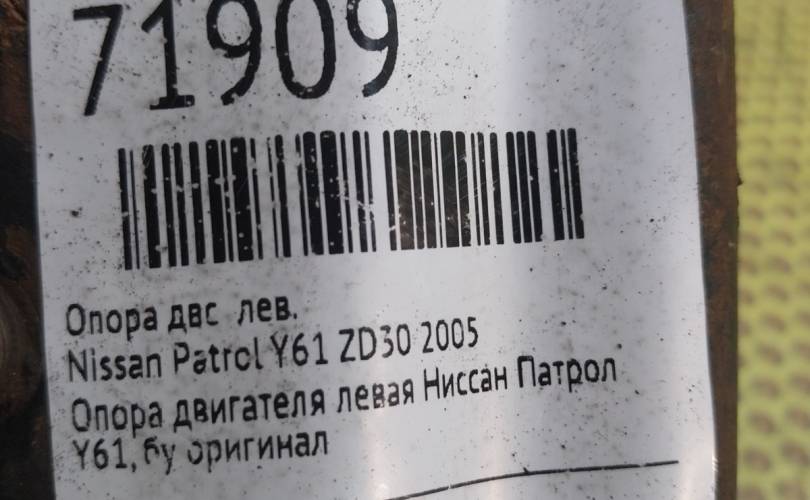 71909
Опора двс лев.
Nissan Patrol Y61 ZD30 2005
Опора двигателя левая Ниссан Патрол
Y61, бу оригинал